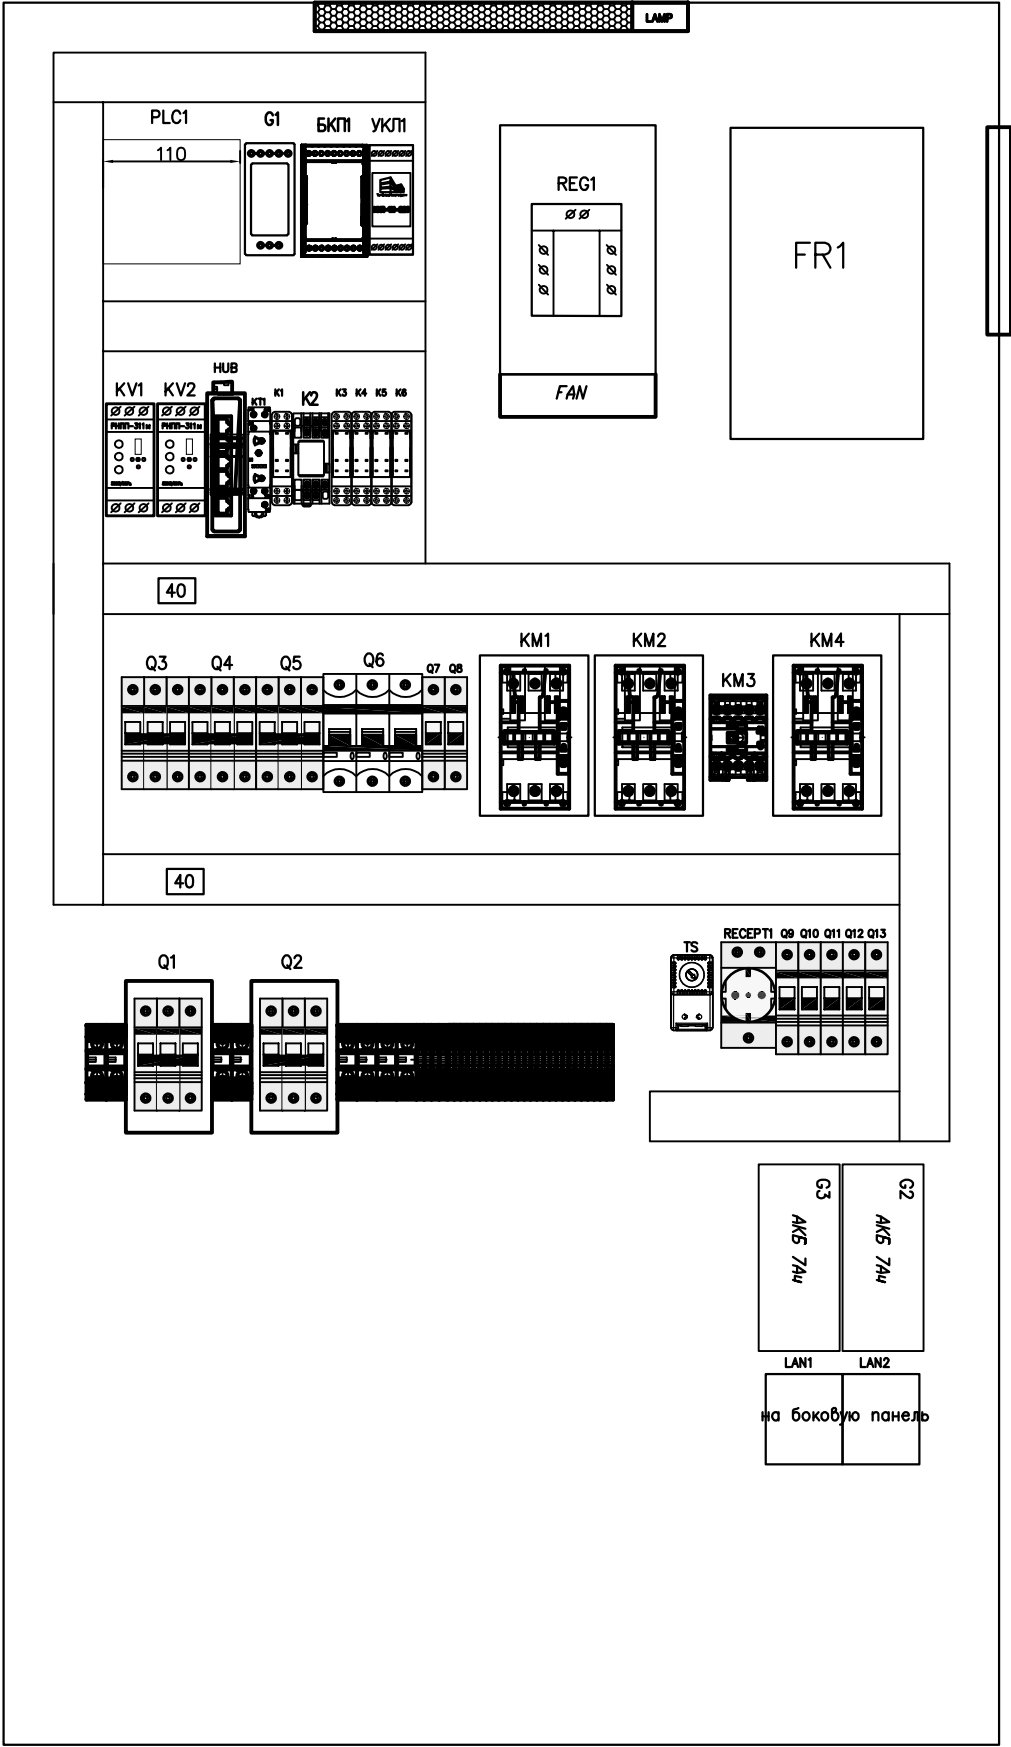 LAMP
PLC1 G1 БКП1 УКЛ1
110
REG1
FR1
FAN
HUB
KV1 KV2 KT1 K1 K2 K3 K4 K5 K6
РНПП-311м РНПП-311м
40
KM1 KM2 KM3 KM4
Q3 Q4 Q5 Q6 Q7 Q8
40
TS RECEPT1 Q9 Q10 Q11 Q12 Q13
Q1 Q2
G3 G2
АКБ 7Ач АКБ 7Ач
LAN1 LAN2
на боковую панель